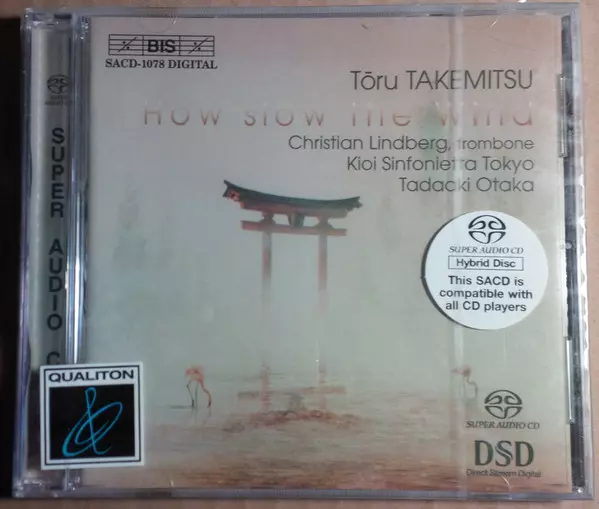 BIS
SACD-1078 DIGITAL
Tōru TAKEMITSU
How slow the Wind
Christian Lindberg, trombone
Kioi Sinfonietta Tokyo
Tadaaki Otaka
SUPER AUDIO C
SUPER AUDIO CD
Hybrid Disc
This SACD is
compatible with
all CD players
QUALITON
SUPER AUDIO CD
DSD
Direct Stream Digital